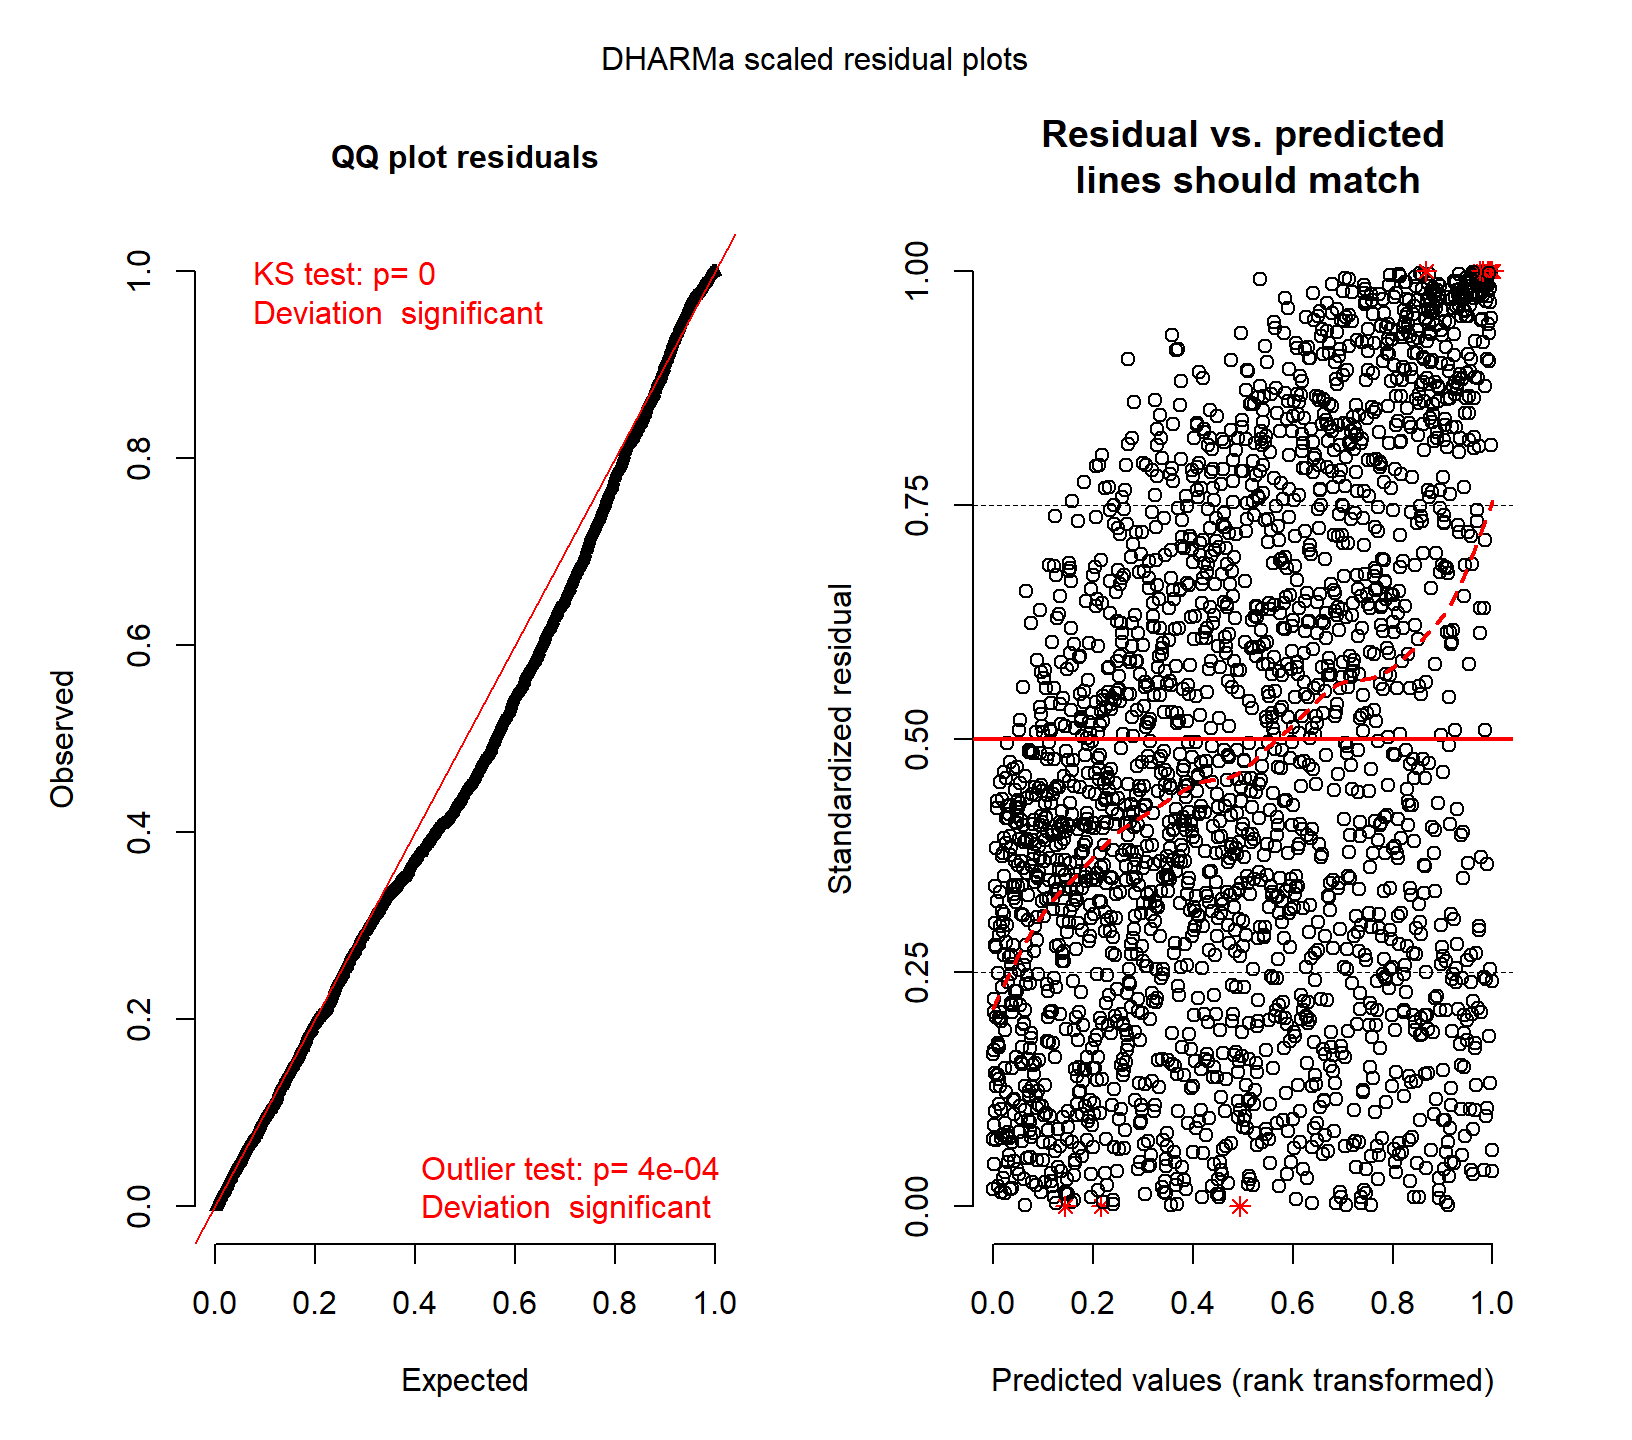 DHARMa scaled residual plots
QQ plot residuals
KS test: p= 0
Deviation  significant
Outlier test: p= 4e-04
Deviation  significant
Observed
1.0
0.8
0.6
0.4
0.2
0.0
0.0 0.2 0.4 0.6 0.8 1.0
Expected
Residual vs. predicted
lines should match
Standardized residual
1.00
0.75
0.50
0.25
0.00
0.0 0.2 0.4 0.6 0.8 1.0
Predicted values (rank transformed)